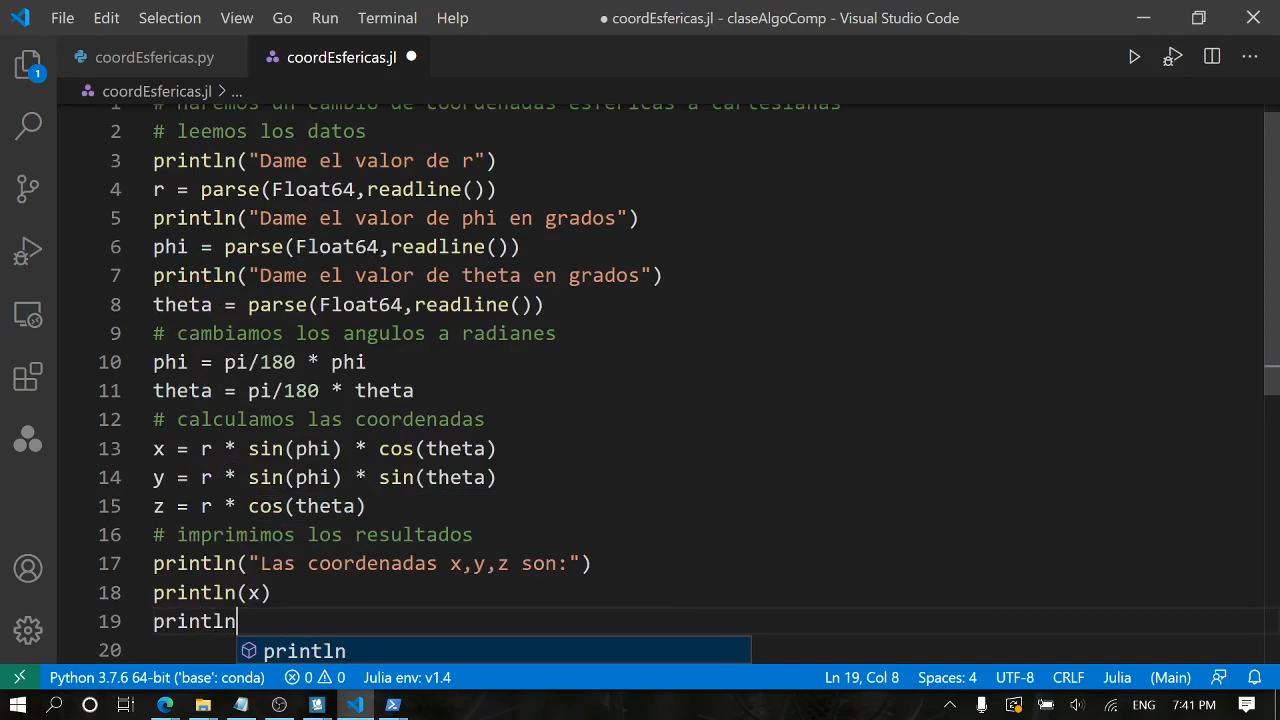 File Edit Selection View Go Run Terminal Help ● coordEsfericas.jl - claseAlgoComp - Visual Studio Code
coordEsfericas.py coordEsfericas.jl ●
coordEsfericas.jl > ...
1 # haremos un cambio de coordenadas esfericas a cartesianas
2 # leemos los datos
3 println("Dame el valor de r")
4 r = parse(Float64,readline())
5 println("Dame el valor de phi en grados")
6 phi = parse(Float64,readline())
7 println("Dame el valor de theta en grados")
8 theta = parse(Float64,readline())
9 # cambiamos los angulos a radianes
10 phi = pi/180 * phi
11 theta = pi/180 * theta
12 # calculamos las coordenadas
13 x = r * sin(phi) * cos(theta)
14 y = r * sin(phi) * sin(theta)
15 z = r * cos(theta)
16 # imprimimos los resultados
17 println("Las coordenadas x,y,z son:")
18 println(x)
19 println
println
20
1
Python 3.7.6 64-bit ('base': conda) 0 0 Julia env: v1.4 Ln 19, Col 8 Spaces: 4 UTF-8 CRLF Julia (Main)
ENG 7:41 PM